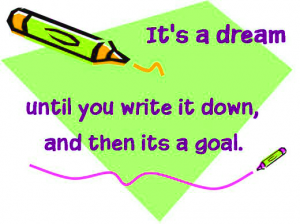 It's a dream
until you write it down,
and then its a goal.